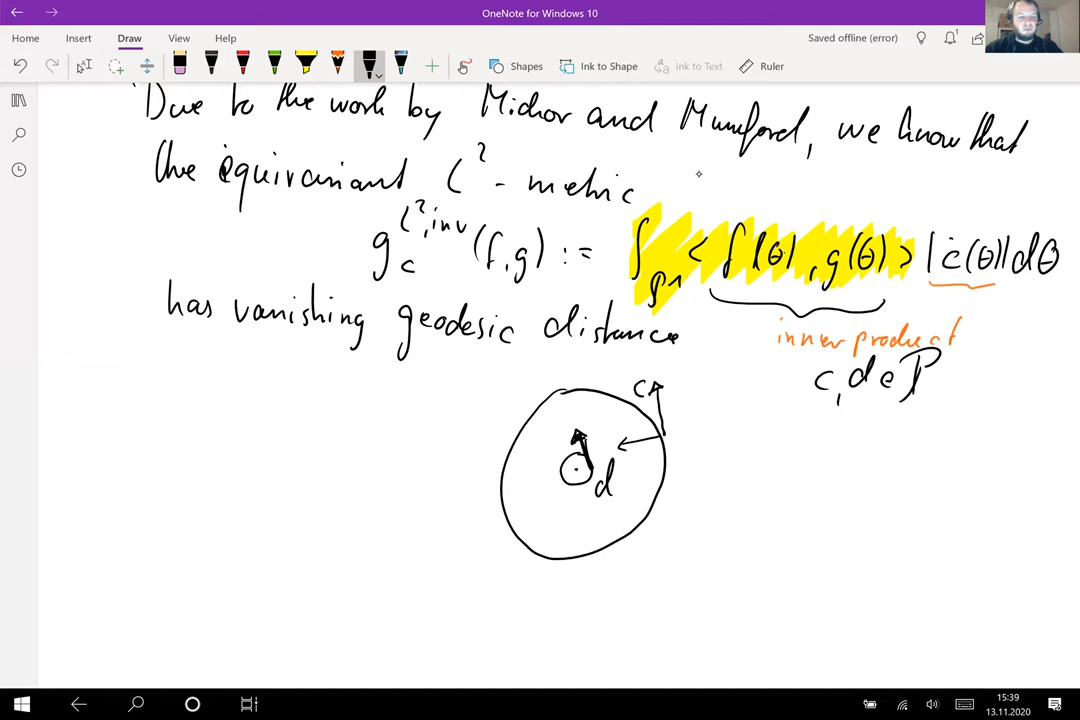 OneNote for Windows 10
Home Insert Draw View Help
Saved offline (error)
Shapes Ink to Shape Ink to Text Ruler
Due to the work by Michor and Mumford, we know that
the equivariant L² - metric
g_c^{L²,inv}(f,g) := ∫_{S¹} < f(θ), g(θ) > |ċ(θ)| dθ
has vanishing geodesic distance
inner product
c, d ∈ P
c
d
15:39
13.11.2020